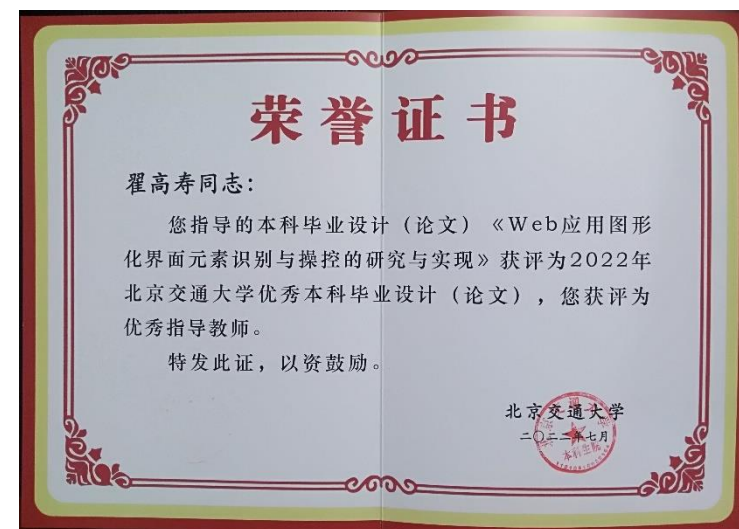 荣誉证书
翟高寿同志：
您指导的本科毕业设计（论文）《Web应用图形
化界面元素识别与操控的研究与实现》获评为2022年
北京交通大学优秀本科毕业设计（论文），您获评为
优秀指导教师。
特发此证，以资鼓励。
北京交通大学
二〇二二年七月
本科生院